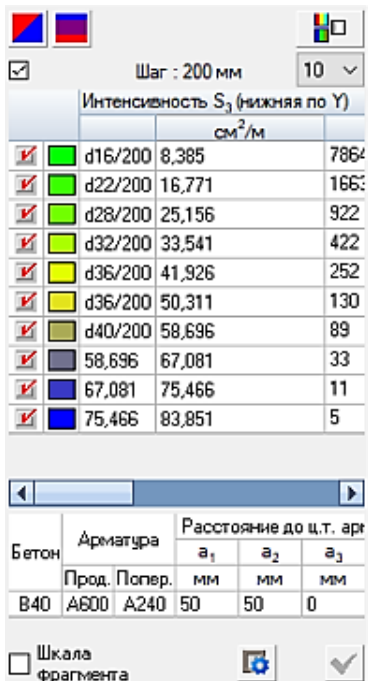 Шаг : 200 мм 10
Интенсивность S3 (нижняя по Y)
см²/м
d16/200 8,385 7864
d22/200 16,771 1663
d28/200 25,156 922
d32/200 33,541 422
d36/200 41,926 252
d36/200 50,311 130
d40/200 58,696 89
58,696 67,081 33
67,081 75,466 11
75,466 83,851 5
Бетон Арматура Расстояние до ц.т. арм
a1 a2 a3
Прод. Попер. мм мм мм
B40 A600 A240 50 50 0
Шкала
фрагмента